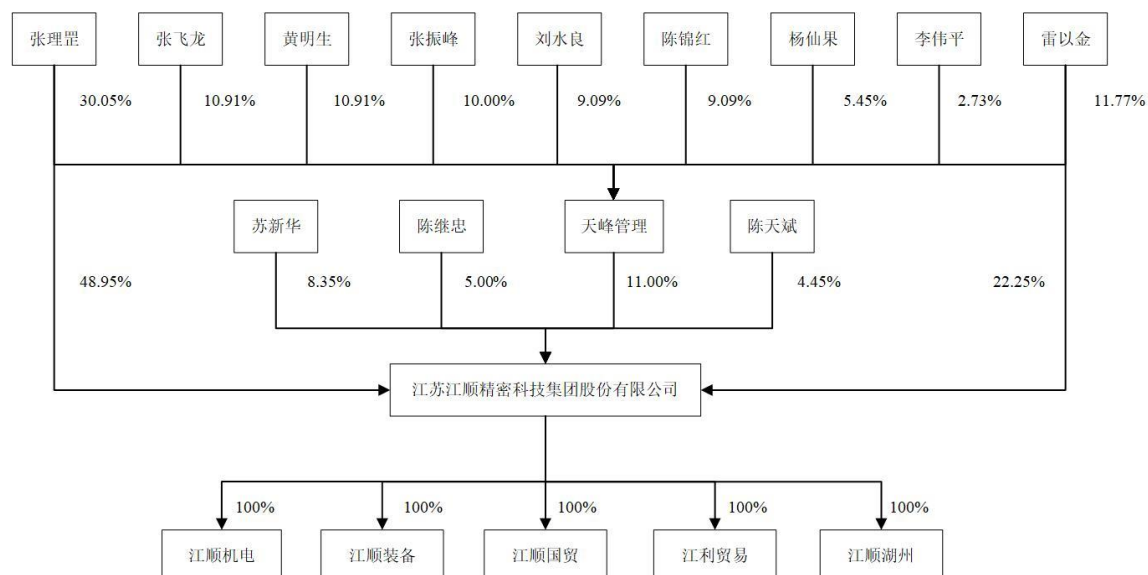 张理罡
张飞龙
黄明生
张振峰
刘水良
陈锦红
杨仙果
李伟平
雷以金
30.05%
10.91%
10.91%
10.00%
9.09%
9.09%
5.45%
2.73%
11.77%
苏新华
陈继忠
天峰管理
陈天斌
48.95%
8.35%
5.00%
11.00%
4.45%
22.25%
江苏江顺精密科技集团股份有限公司
100%
100%
100%
100%
100%
江顺机电
江顺装备
江顺国贸
江利贸易
江顺湖州